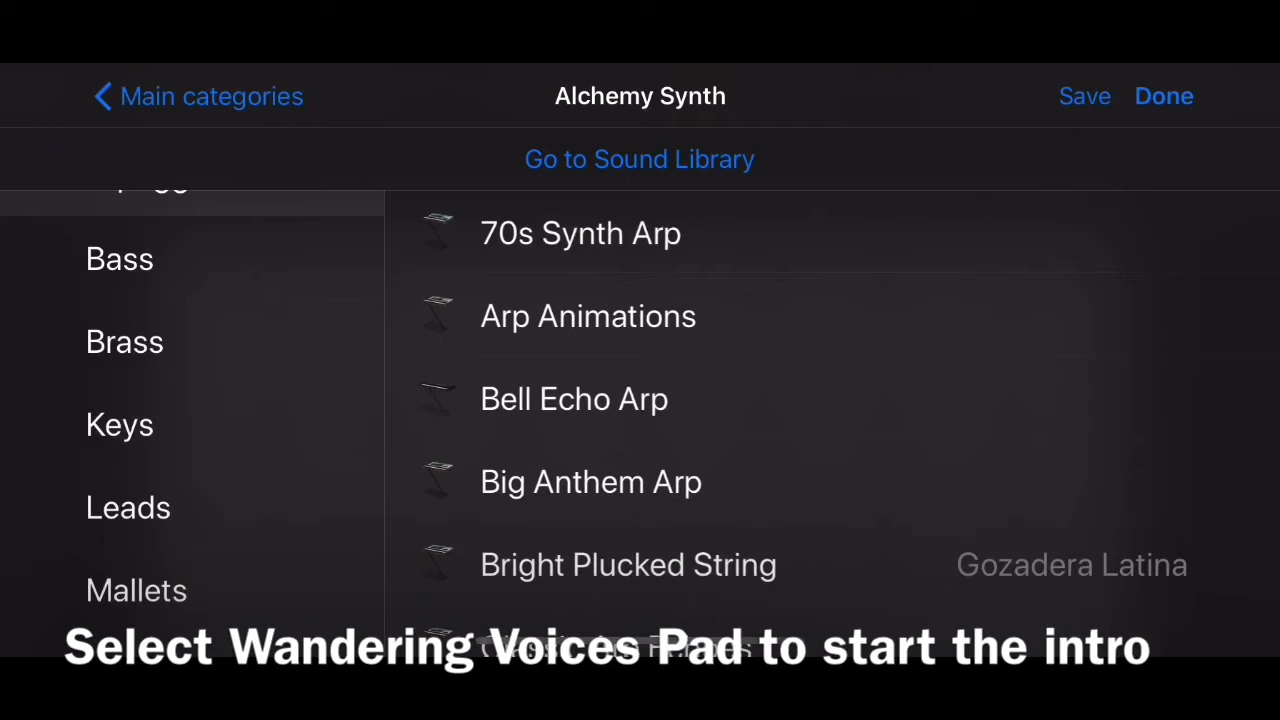 Main categories
Alchemy Synth
Save
Done
Go to Sound Library
Bass
Brass
Keys
Leads
Mallets
70s Synth Arp
Arp Animations
Bell Echo Arp
Big Anthem Arp
Bright Plucked String
Gozadera Latina
Select Wandering Voices Pad to start the intro